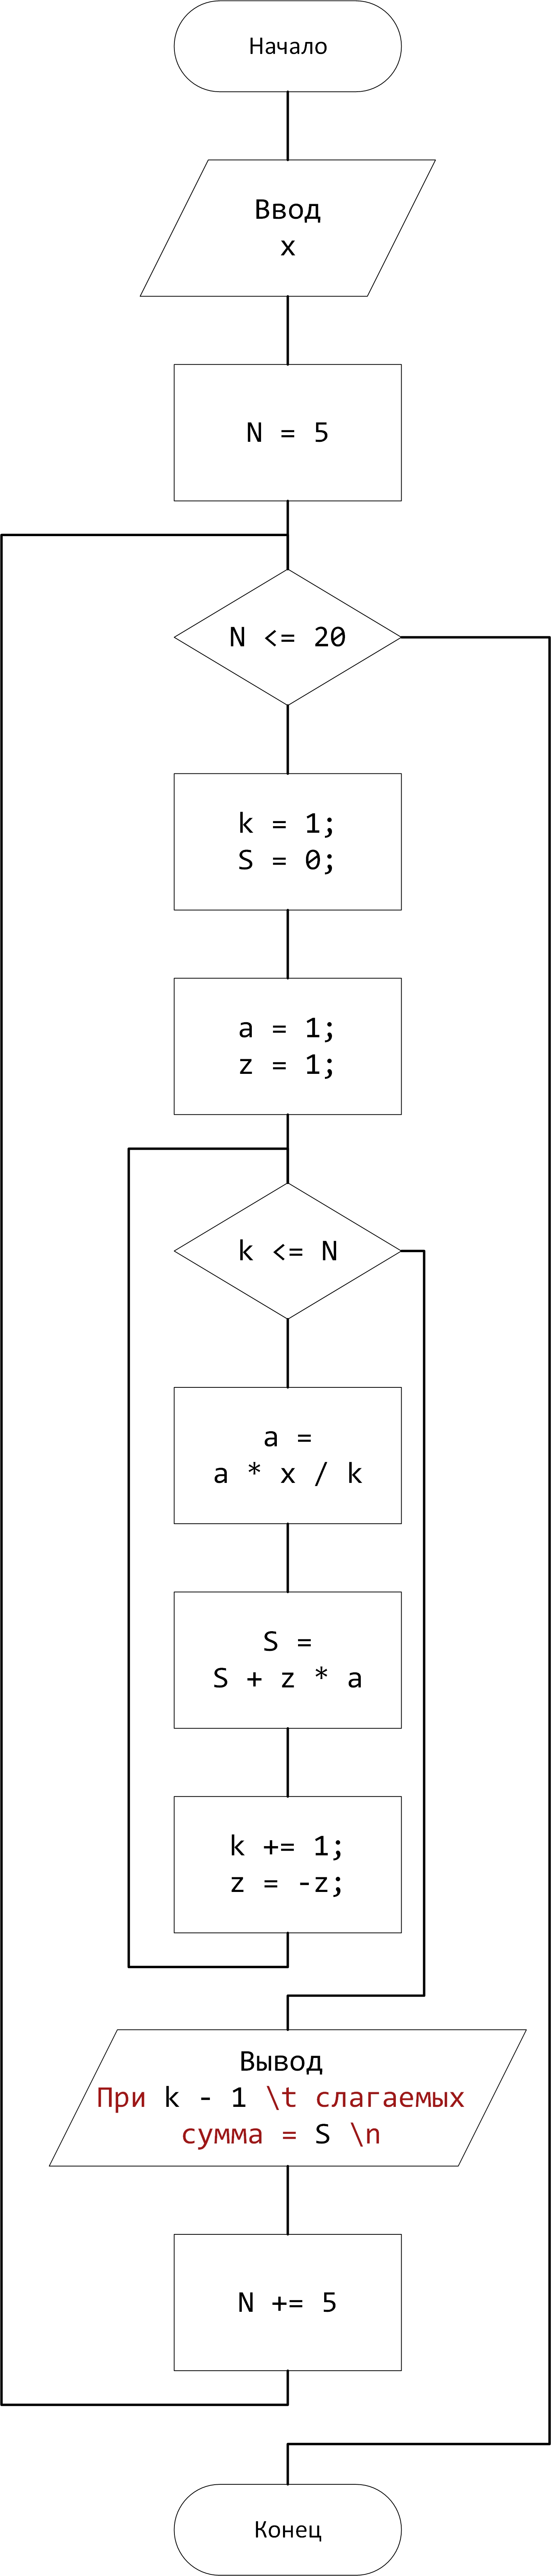 Начало
Ввод
x
N = 5
N <= 20
k = 1;
S = 0;
a = 1;
z = 1;
k <= N
a =
a * x / k
S =
S + z * a
k += 1;
z = -z;
Вывод
При k - 1 \t слагаемых
сумма = S \n
N += 5
Конец